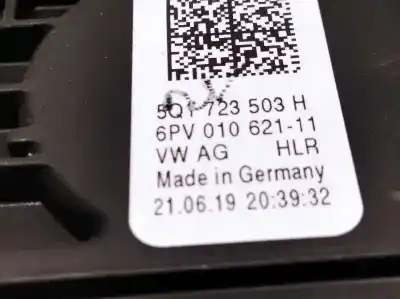 5Q1 723 503 H
6PV 010 621-11
VW AG HLR
Made in Germany
21.06.19 20:39:32